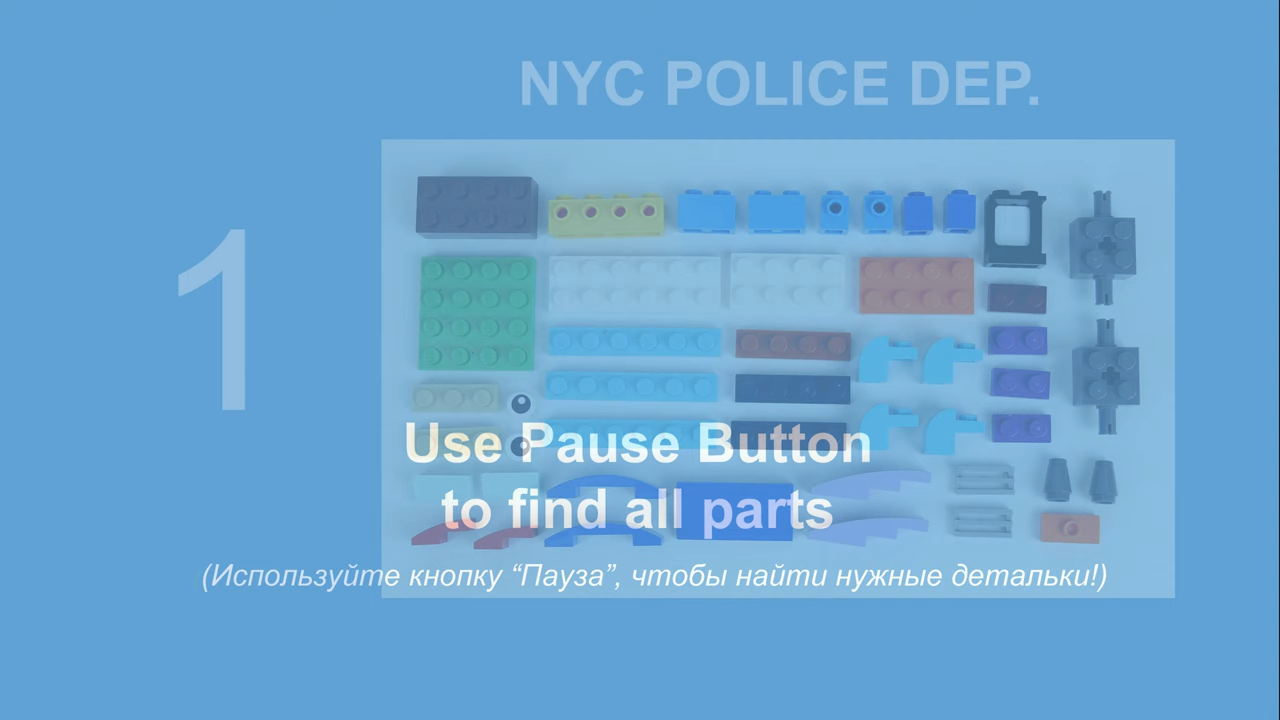 NYC POLICE DEP.
1
Use Pause Button
to find all parts
(Используйте кнопку “Пауза”, чтобы найти нужные детальки!)